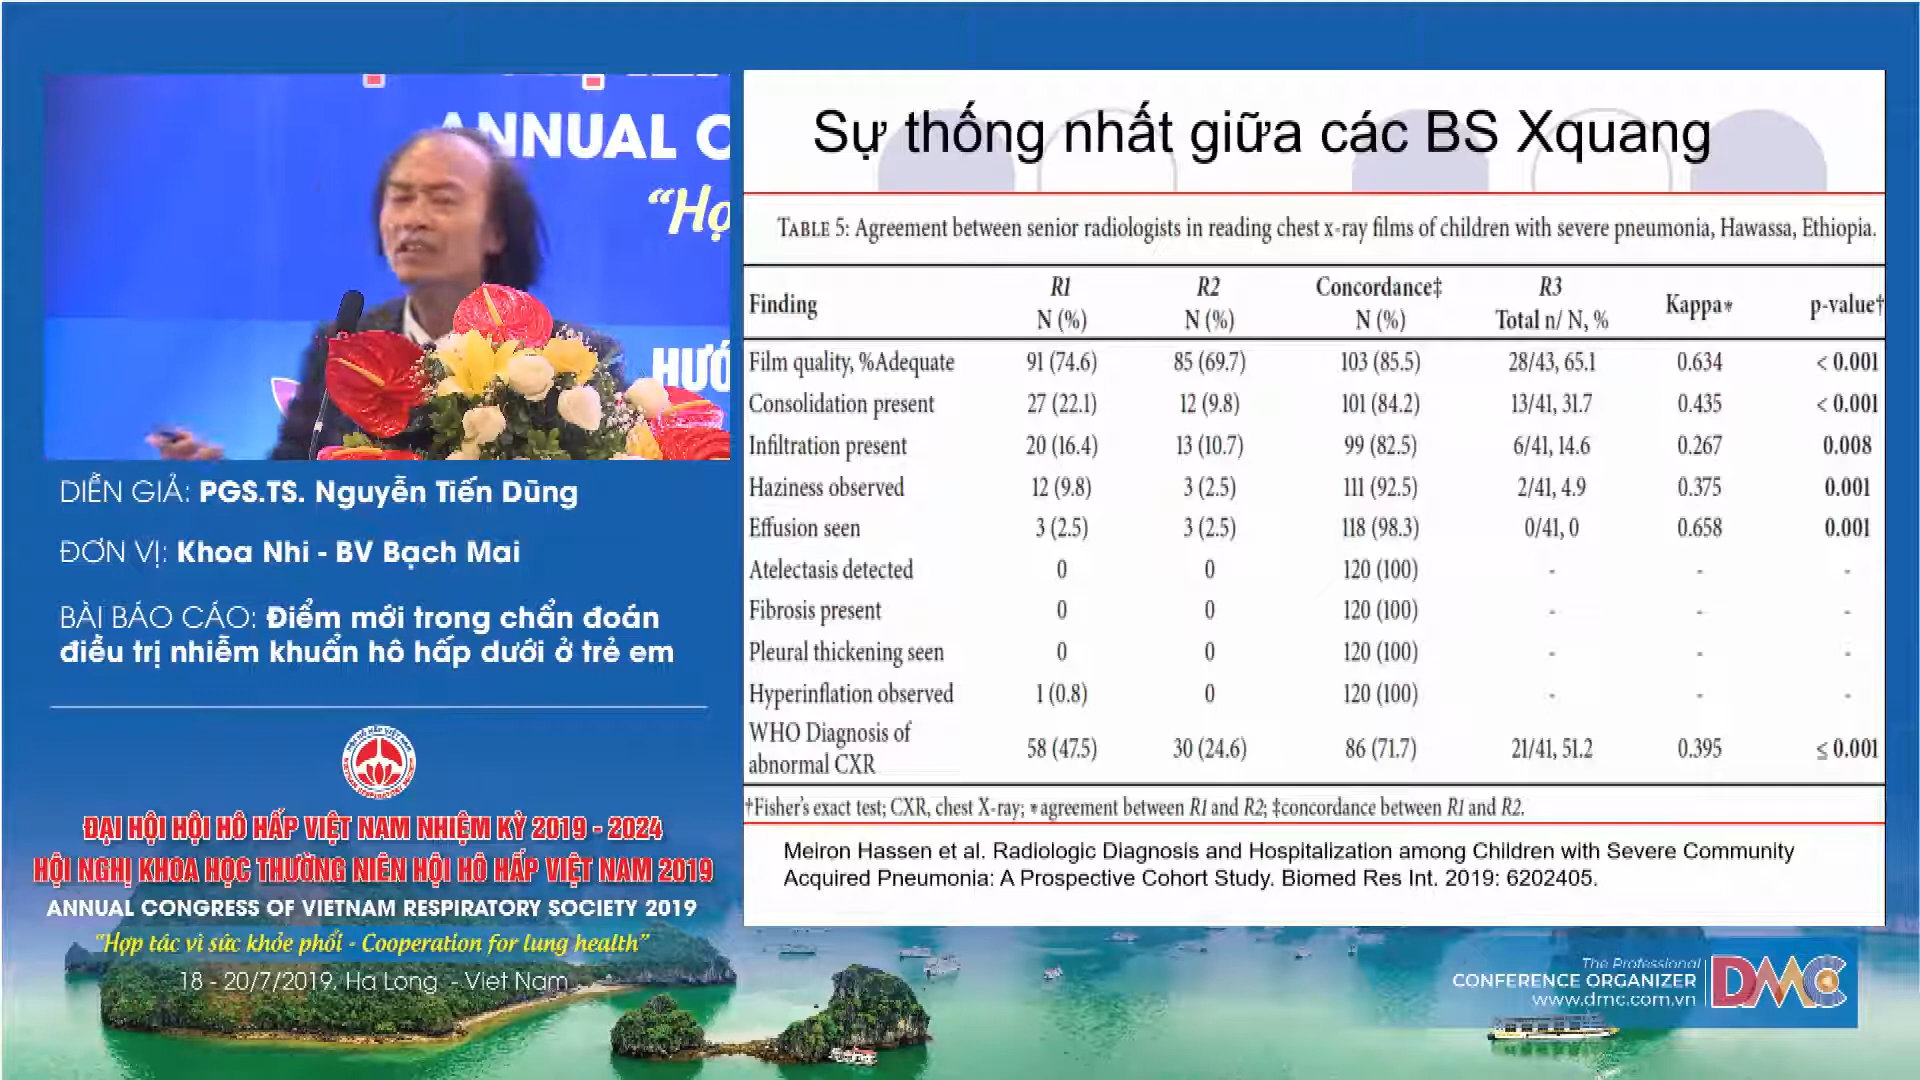 ANNUAL C
“Họ
HƯỚ
DIỄN GIẢ: PGS.TS. Nguyễn Tiến Dũng
ĐƠN VỊ: Khoa Nhi - BV Bạch Mai
BÀI BÁO CÁO: Điểm mới trong chẩn đoán
điều trị nhiễm khuẩn hô hấp dưới ở trẻ em
ĐẠI HỘI HỘI HÔ HẤP VIỆT NAM NHIỆM KỲ 2019 - 2024
HỘI NGHỊ KHOA HỌC THƯỜNG NIÊN HỘI HÔ HẤP VIỆT NAM 2019
ANNUAL CONGRESS OF VIETNAM RESPIRATORY SOCIETY 2019
“Hợp tác vì sức khỏe phổi - Cooperation for lung health”
18 - 20/7/2019. Ha Long - Viet Nam
Sự thống nhất giữa các BS Xquang
TABLE 5: Agreement between senior radiologists in reading chest x-ray films of children with severe pneumonia, Hawassa, Ethiopia.
Finding R1 N (%) R2 N (%) Concordance‡ N (%) R3 Total n/ N, % Kappa* p-value†
Film quality, %Adequate 91 (74.6) 85 (69.7) 103 (85.5) 28/43, 65.1 0.634 < 0.001
Consolidation present 27 (22.1) 12 (9.8) 101 (84.2) 13/41, 31.7 0.435 < 0.001
Infiltration present 20 (16.4) 13 (10.7) 99 (82.5) 6/41, 14.6 0.267 0.008
Haziness observed 12 (9.8) 3 (2.5) 111 (92.5) 2/41, 4.9 0.375 0.001
Effusion seen 3 (2.5) 3 (2.5) 118 (98.3) 0/41, 0 0.658 0.001
Atelectasis detected 0 0 120 (100) - - -
Fibrosis present 0 0 120 (100) - - -
Pleural thickening seen 0 0 120 (100) - - -
Hyperinflation observed 1 (0.8) 0 120 (100) - - -
WHO Diagnosis of
abnormal CXR 58 (47.5) 30 (24.6) 86 (71.7) 21/41, 51.2 0.395 ≤ 0.001
†Fisher's exact test; CXR, chest X-ray; *agreement between R1 and R2; ‡concordance between R1 and R2.
Meiron Hassen et al. Radiologic Diagnosis and Hospitalization among Children with Severe Community
Acquired Pneumonia: A Prospective Cohort Study. Biomed Res Int. 2019: 6202405.
The Professional
CONFERENCE ORGANIZER
www.dmc.com.vn
DMC